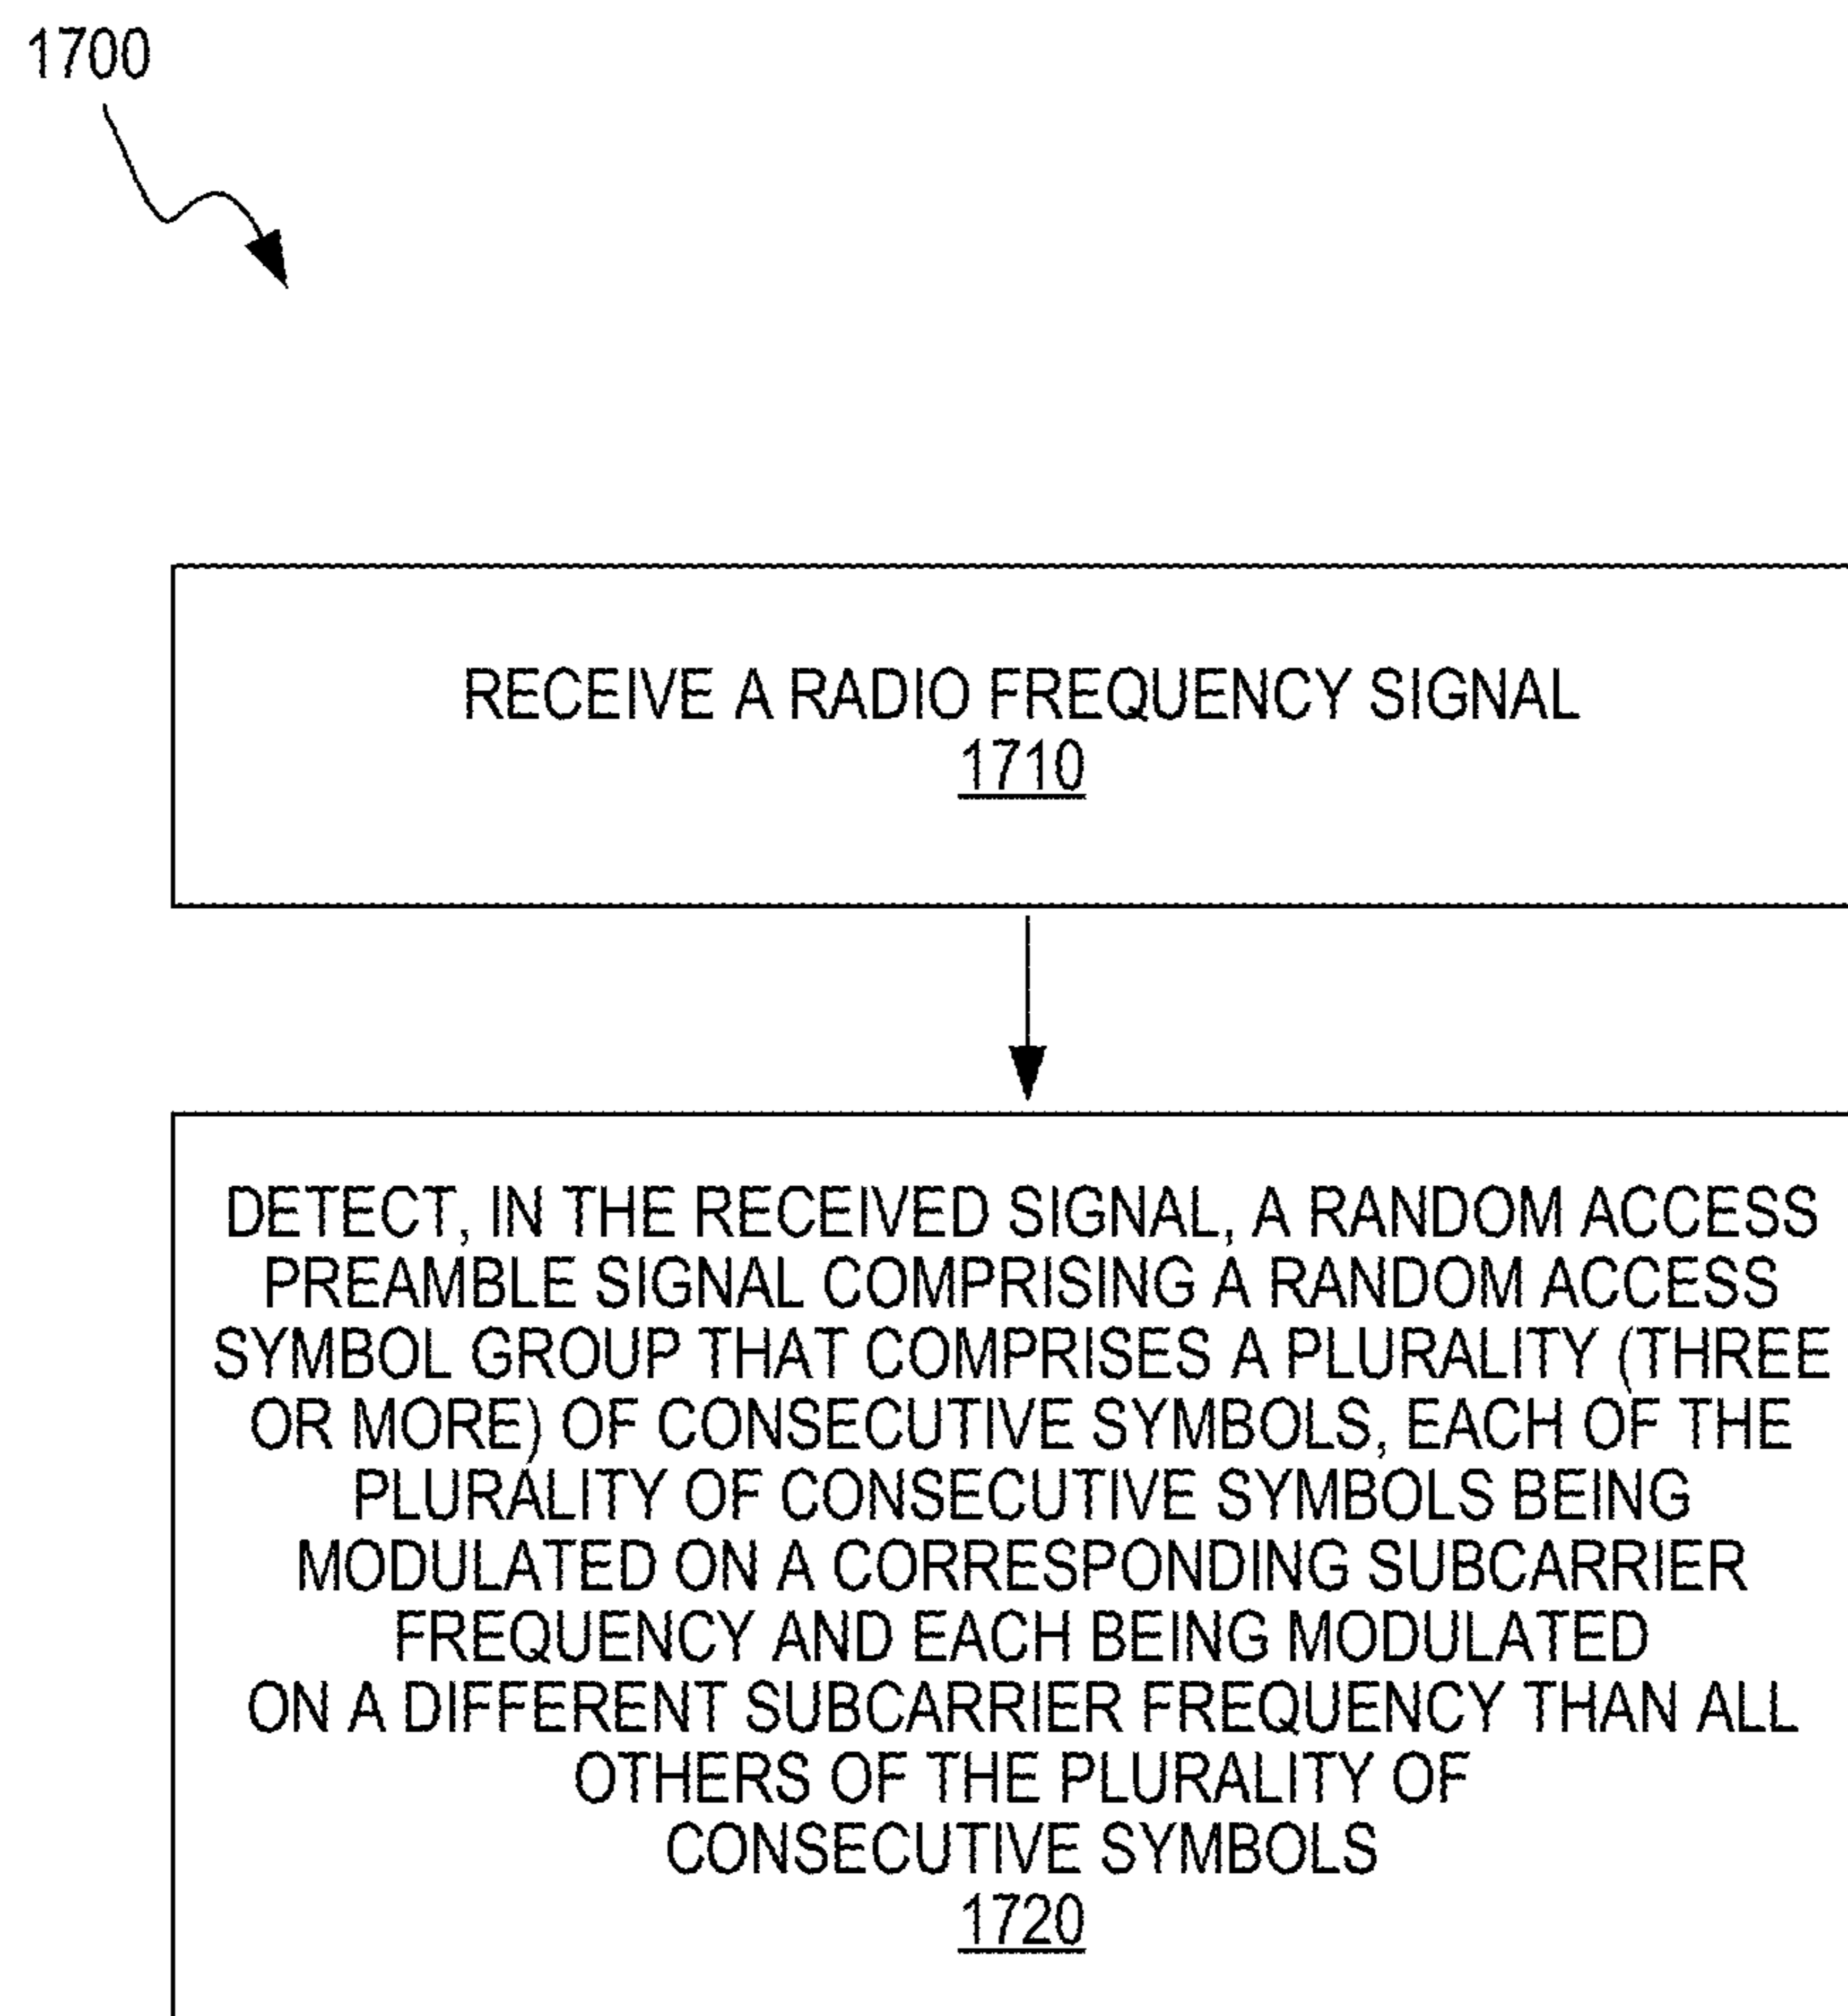 1700
RECEIVE A RADIO FREQUENCY SIGNAL
1710
DETECT, IN THE RECEIVED SIGNAL, A RANDOM ACCESS
PREAMBLE SIGNAL COMPRISING A RANDOM ACCESS
SYMBOL GROUP THAT COMPRISES A PLURALITY (THREE
OR MORE) OF CONSECUTIVE SYMBOLS, EACH OF THE
PLURALITY OF CONSECUTIVE SYMBOLS BEING
MODULATED ON A CORRESPONDING SUBCARRIER
FREQUENCY AND EACH BEING MODULATED
ON A DIFFERENT SUBCARRIER FREQUENCY THAN ALL
OTHERS OF THE PLURALITY OF
CONSECUTIVE SYMBOLS
1720